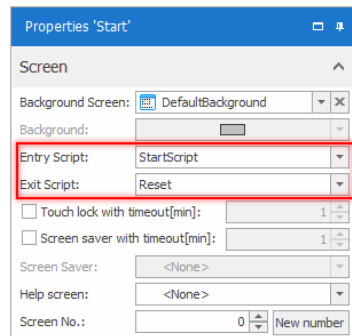 Properties 'Start'
Screen
Background Screen: DefaultBackground
Background:
Entry Script: StartScript
Exit Script: Reset
Touch lock with timeout[min]: 1
Screen saver with timeout[min]: 1
Screen Saver: <None>
Help screen: <None>
Screen No.: 0 New number